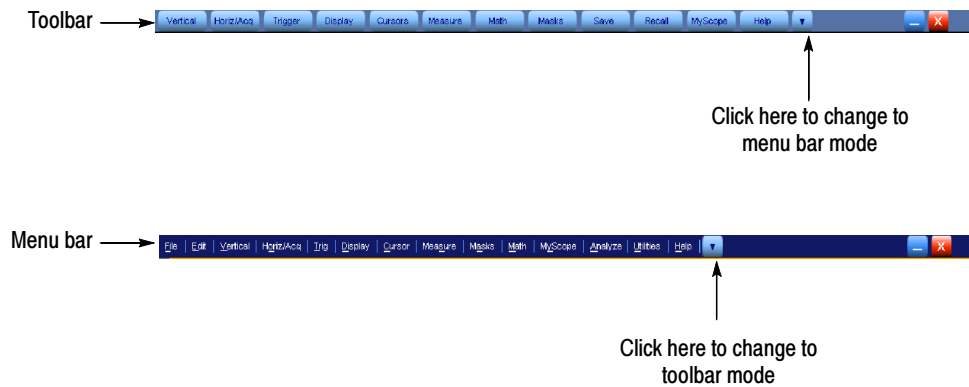 Toolbar
Vertical Horiz/Acq Trigger Display Cursors Measure Math Masks Save Recall MyScope Help ▼ _ X
Click here to change to
menu bar mode
Menu bar
File | Edit | Vertical | Horiz/Acq | Trig | Display | Cursor | Measure | Masks | Math | MyScope | Analyze | Utilities | Help | ▼ _ X
Click here to change to
toolbar mode